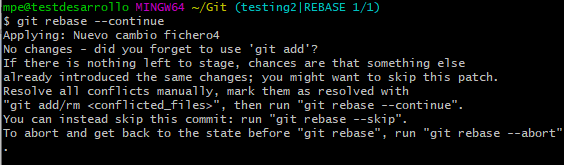 mpe@testdesarrollo MINGW64 ~/Git (testing2|REBASE 1/1)
$ git rebase --continue
Applying: Nuevo cambio fichero4
No changes - did you forget to use 'git add'?
If there is nothing left to stage, chances are that something else
already introduced the same changes; you might want to skip this patch.
Resolve all conflicts manually, mark them as resolved with
"git add/rm <conflicted_files>", then run "git rebase --continue".
You can instead skip this commit: run "git rebase --skip".
To abort and get back to the state before "git rebase", run "git rebase --abort"
.